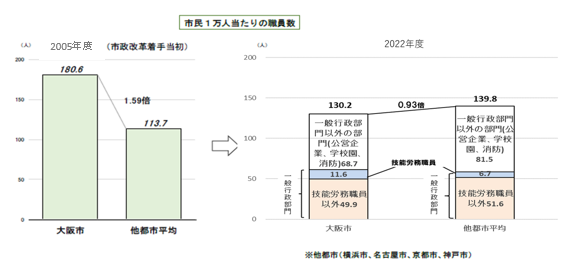 市民１万人当たりの職員数
（人） 2005年度 （市政改革着手当初）
200
150
100
50
0
180.6
1.59倍
113.7
大阪市
他都市平均
（人） 2022年度
200
150
100
50
0
130.2
0.93倍
139.8
一般行政部
門以外の部
門(公営企
業、学校園、
消防)68.7
11.6
技能労務職員
以外49.9
一般行政部門
技能労務職員
一般行政部門
以外の部門(公
営企業、学校
園、消防)
81.5
6.7
技能労務職員
以外51.6
一般行政部門
大阪市
他都市平均
※他都市（横浜市、名古屋市、京都市、神戸市）